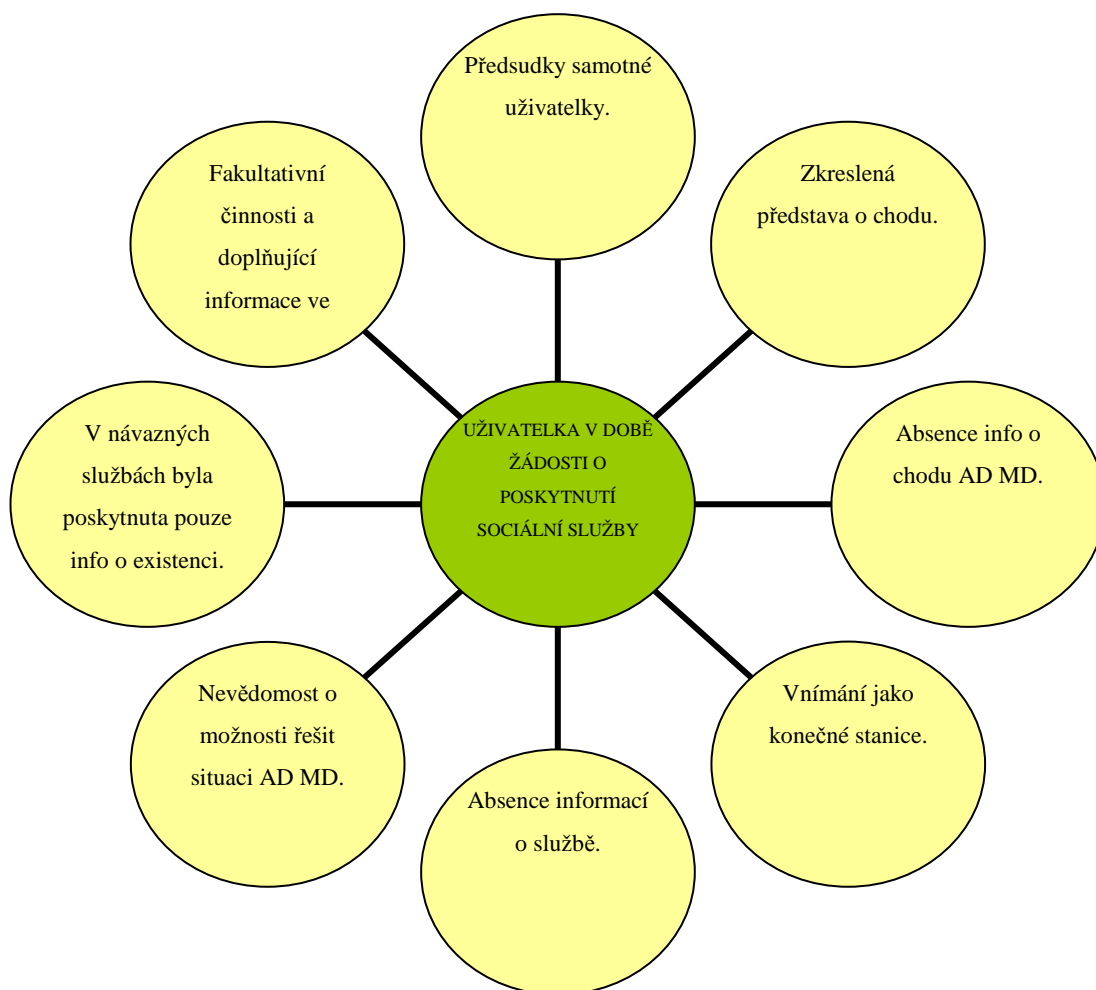 Předsudky samotné
uživatelky.
Zkreslená
představa o chodu.
Absence info o
chodu AD MD.
Vnímání jako
konečné stanice.
Absence informací
o službě.
Nevědomost o
možnosti řešit
situaci AD MD.
V návazných
službách byla
poskytnuta pouze
info o existenci.
Fakultativní
činnosti a
doplňující
informace ve
UŽIVATELKA V DOBĚ
ŽÁDOSTI O
POSKYTNUTÍ
SOCIÁLNÍ SLUŽBY